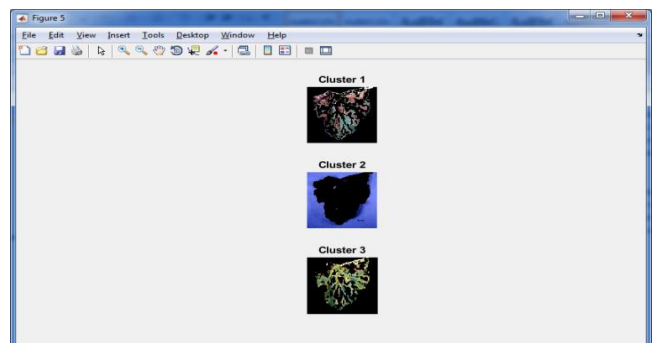 Figure 5
File Edit View Insert Tools Desktop Window Help
Cluster 1
Cluster 2
Cluster 3